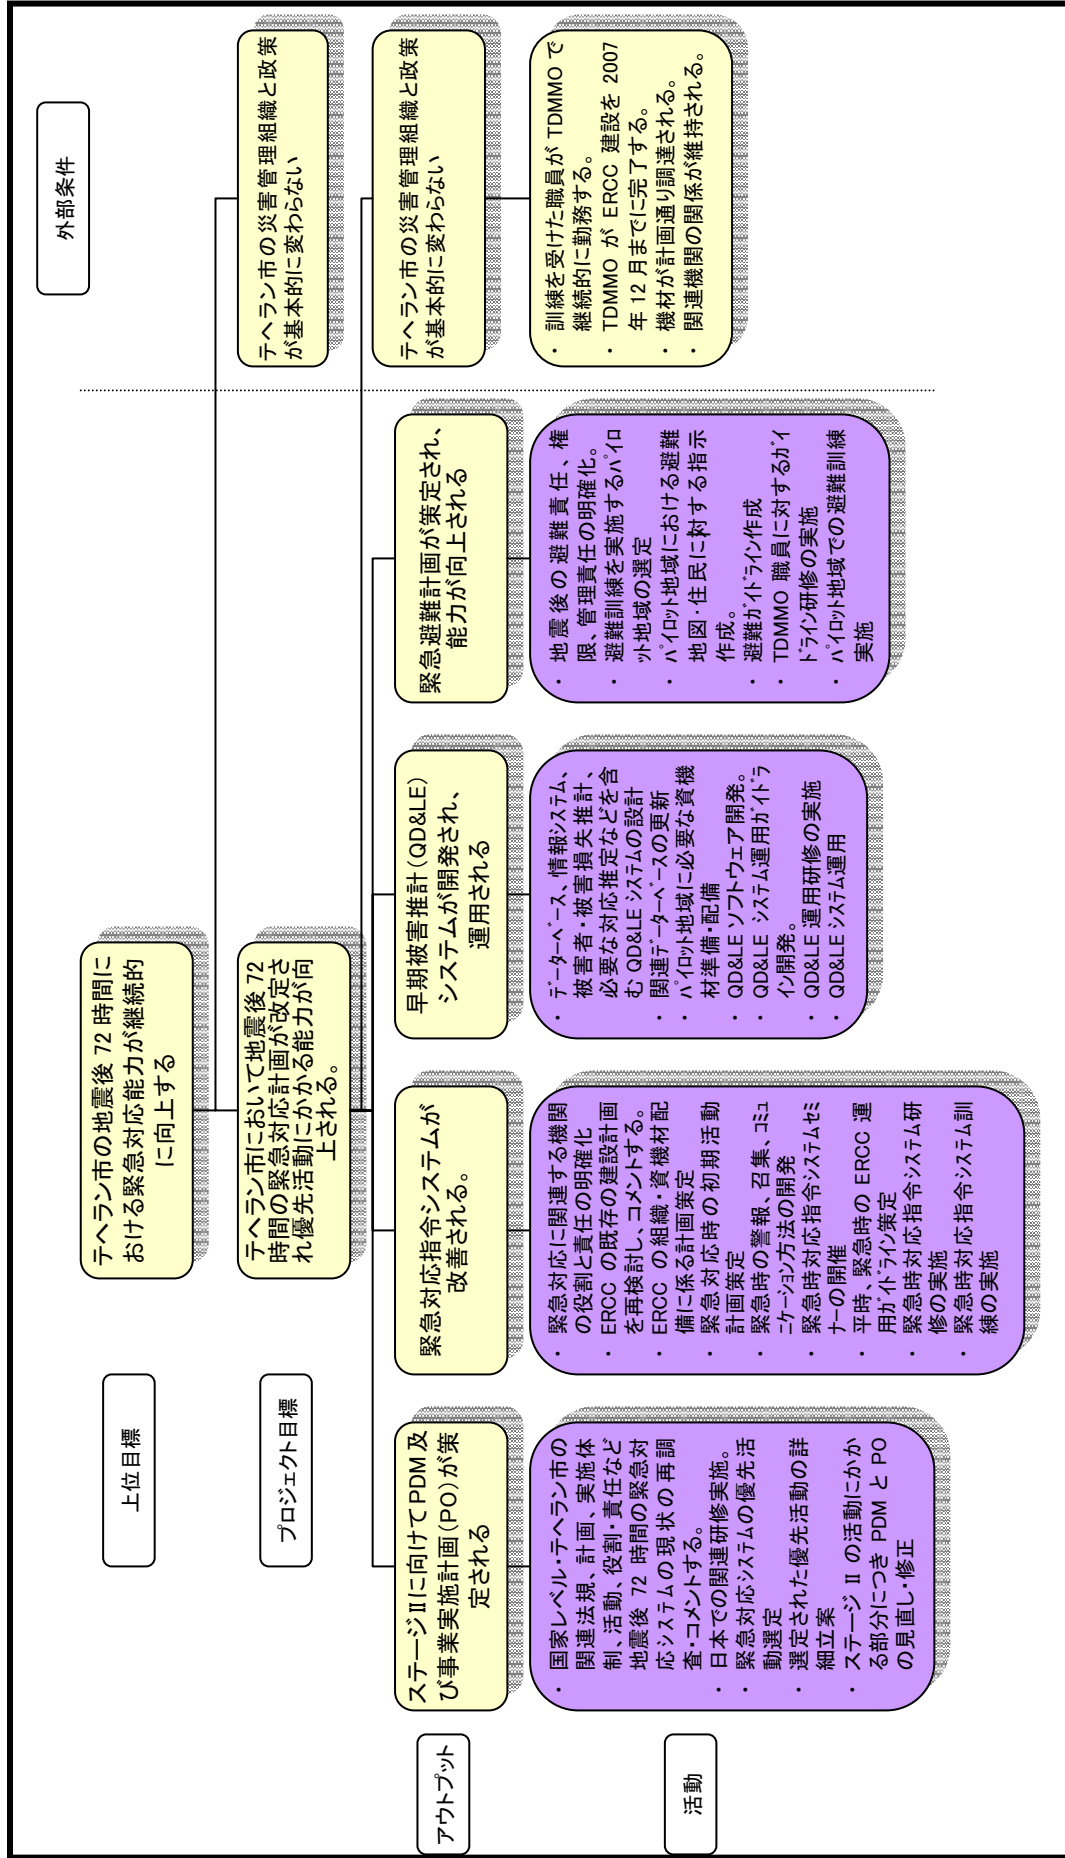 外部条件
上位目標
テヘラン市の地震後 72 時間に
おける緊急対応能力が継続的
に向上する
テヘラン市の災害管理組織と政策
が基本的に変わらない
プロジェクト目標
テヘラン市において地震後 72
時間の緊急対応計画が改定さ
れ優先活動にかかる能力が向
上される。
テヘラン市の災害管理組織と政策
が基本的に変わらない
アウトプット
ステージⅡに向けて PDM 及
び事業実施計画（PO）が策
定される
緊急対応指令システムが
改善される。
早期被害推計（QD&LE）
システムが開発され、
運用される
緊急避難計画が策定され、
能力が向上される
活動
・ 国家レベル・テヘラン市の
関連法規、計画、実施体
制、活動、役割・責任など
地震後 72 時間の緊急対
応システムの現状の再調
査・コメントする。
・ 日本での関連研修実施。
・ 緊急対応システムの優先活
動選定
・ 選定された優先活動の詳
細立案
・ ステージ Ⅱ の活動にかか
る部分につき PDM と PO
の見直し・修正
・ 緊急対応に関連する機関
の役割と責任の明確化
・ ERCC の既存の建設計画
を再検討し、コメントする。
・ ERCC の組織・資機材配
備に係る計画策定
・ 緊急対応時の初期活動
計画策定
・ 緊急時の警報、召集、コミュ
ニケーション方法の開発
・ 緊急時対応指令システムセミ
ナーの開催
・ 平時、緊急時の ERCC 運
用ガイドライン策定
・ 緊急時対応指令システム研
修の実施
・ 緊急時対応指令システム訓
練の実施
・ データーベース、情報システム、
被害者・被害損失推計、
必要な対応推定などを含
む QD&LE システムの設計
・ 関連データーベースの更新
・ パイロット地域に必要な資機
材準備・配備
・ QD&LE ソフトウェア開発。
・ QD&LE システム運用ガイドラ
イン開発。
・ QD&LE 運用研修の実施
・ QD&LE システム運用
・ 地震後の避難責任、権
限、管理責任の明確化。
・ 避難訓練を実施するパイロ
ット地域の選定
・ パイロット地域における避難
地図・住民に対する指示
作成。
・ 避難ガイドライン作成
・ TDMMO 職員に対するガイ
ドライン研修の実施
・ パイロット地域での避難訓練
実施
・ 訓練を受けた職員が TDMMO で
継続的に勤務する。
・ TDMMO が ERCC 建設を 2007
年 12 月までに完了する。
・ 機材が計画通り調達される。
・ 関連機関の関係が維持される。